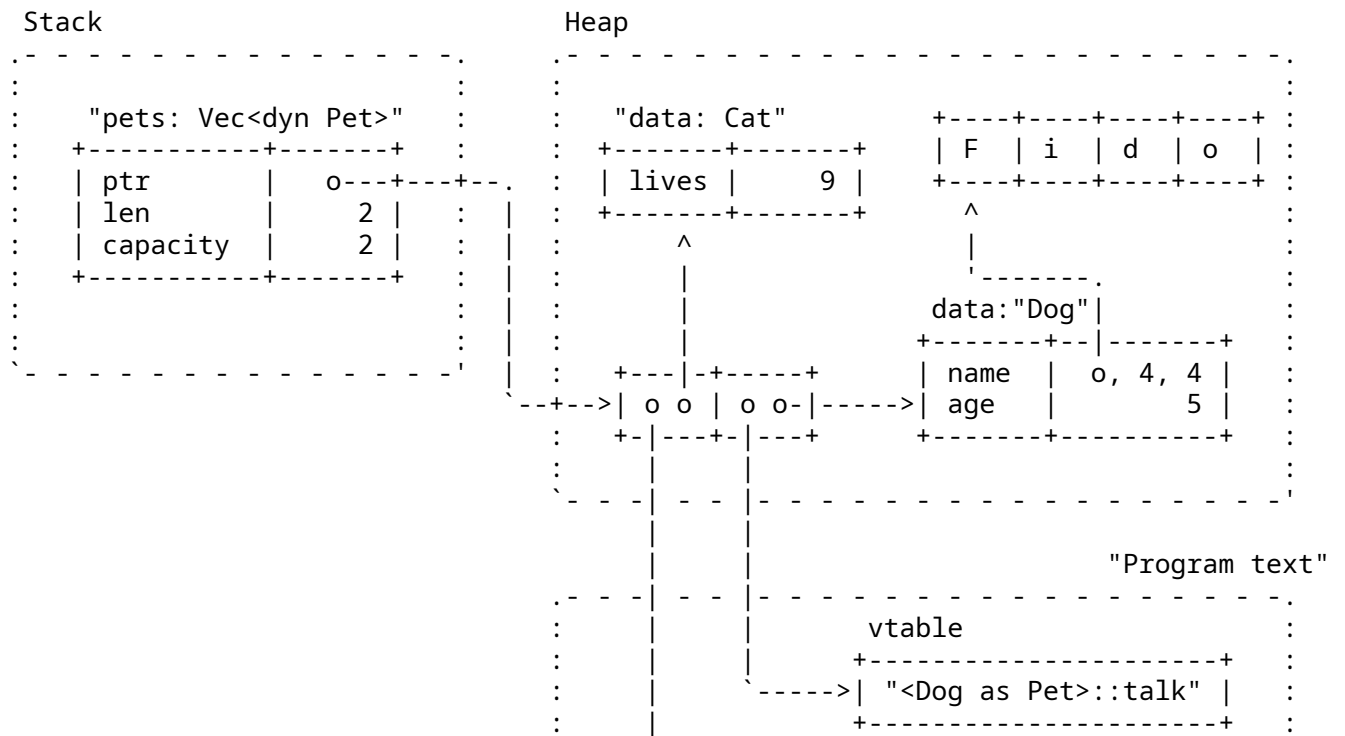 Stack Heap
"pets: Vec<dyn Pet>" "data: Cat"
F i d o
ptr o lives 9
len 2
capacity 2
data:"Dog"
name o, 4, 4
o o o o age 5
"Program text"
vtable
"<Dog as Pet>::talk"